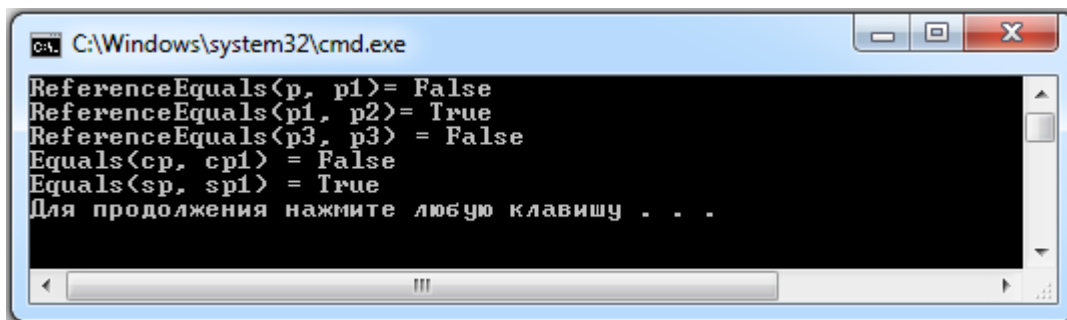 C:\Windows\system32\cmd.exe
ReferenceEquals(p, p1)= False
ReferenceEquals(p1, p2)= True
ReferenceEquals(p3, p3) = False
Equals(cp, cp1) = False
Equals(sp, sp1) = True
Для продолжения нажмите любую клавишу . . .